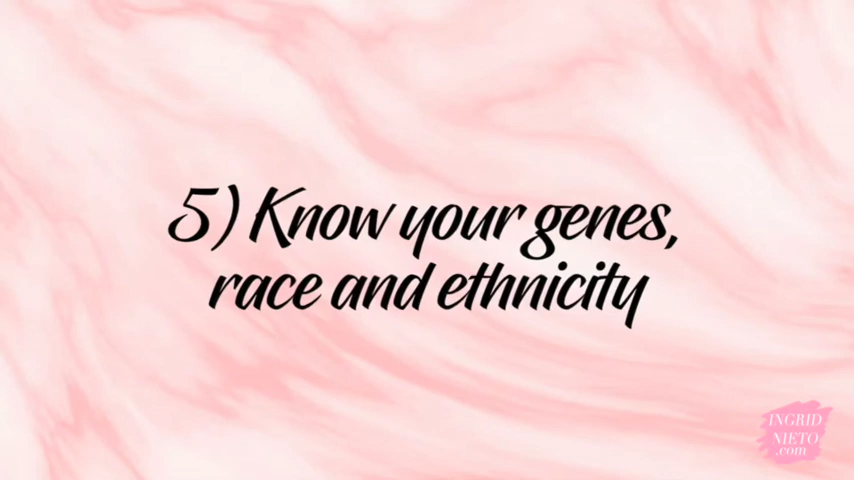 5) Know your genes,
race and ethnicity
INGRID
NIETO
.com